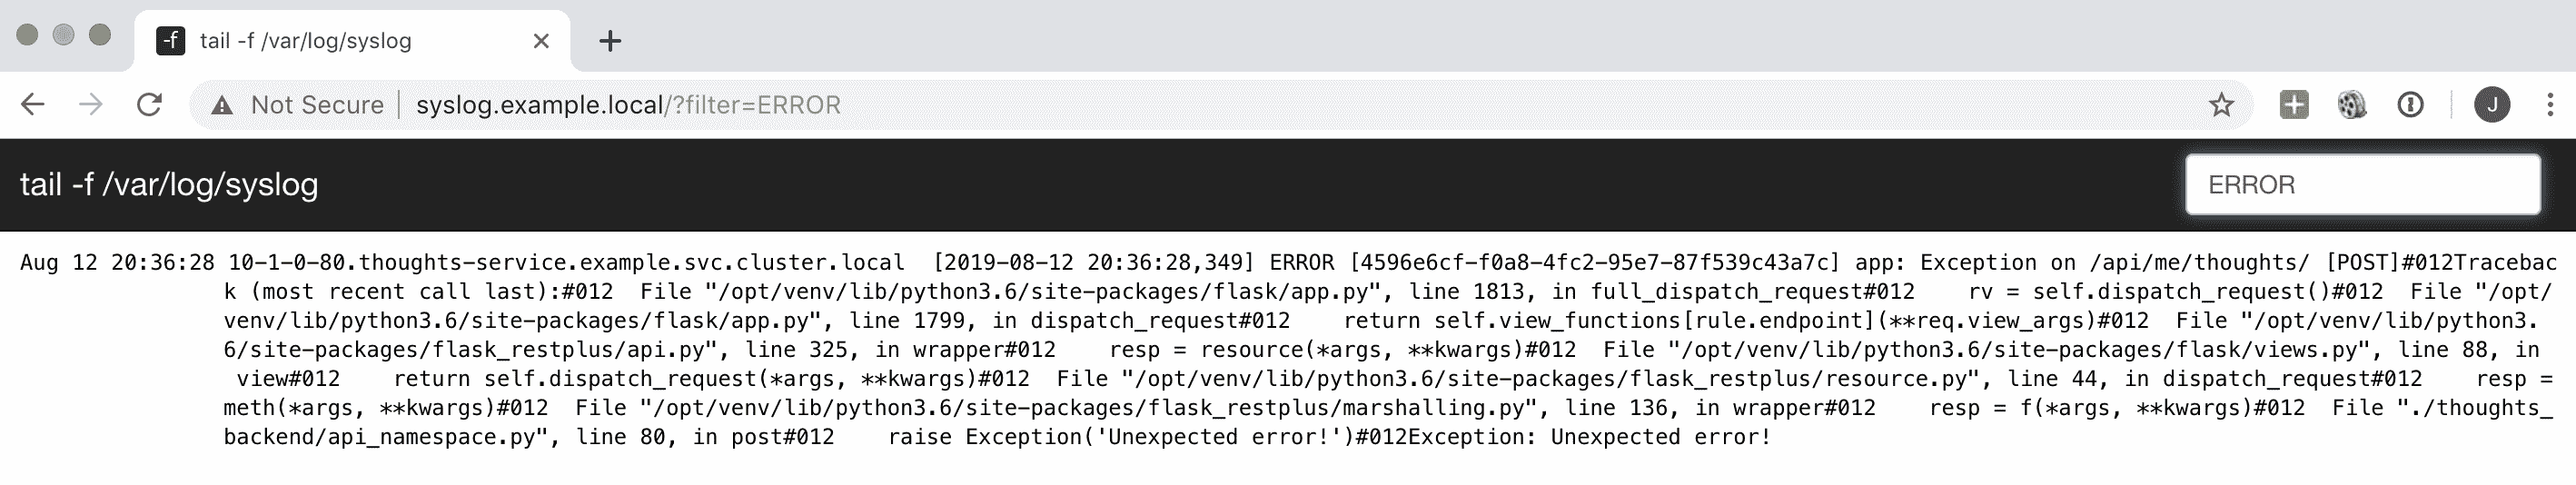 -f tail -f /var/log/syslog
Not Secure syslog.example.local/?filter=ERROR J
tail -f /var/log/syslog ERROR
Aug 12 20:36:28 10-1-0-80.thoughts-service.example.svc.cluster.local  [2019-08-12 20:36:28,349] ERROR [4596e6cf-f0a8-4fc2-95e7-87f539c43a7c] app: Exception on /api/me/thoughts/ [POST]#012Tracebac
k (most recent call last):#012  File "/opt/venv/lib/python3.6/site-packages/flask/app.py", line 1813, in full_dispatch_request#012    rv = self.dispatch_request()#012  File "/opt/
venv/lib/python3.6/site-packages/flask/app.py", line 1799, in dispatch_request#012    return self.view_functions[rule.endpoint](**req.view_args)#012  File "/opt/venv/lib/python3.
6/site-packages/flask_restplus/api.py", line 325, in wrapper#012    resp = resource(*args, **kwargs)#012  File "/opt/venv/lib/python3.6/site-packages/flask/views.py", line 88, in
view#012    return self.dispatch_request(*args, **kwargs)#012  File "/opt/venv/lib/python3.6/site-packages/flask_restplus/resource.py", line 44, in dispatch_request#012    resp =
meth(*args, **kwargs)#012  File "/opt/venv/lib/python3.6/site-packages/flask_restplus/marshalling.py", line 136, in wrapper#012    resp = f(*args, **kwargs)#012  File "./thoughts_
backend/api_namespace.py", line 80, in post#012    raise Exception('Unexpected error!')#012Exception: Unexpected error!